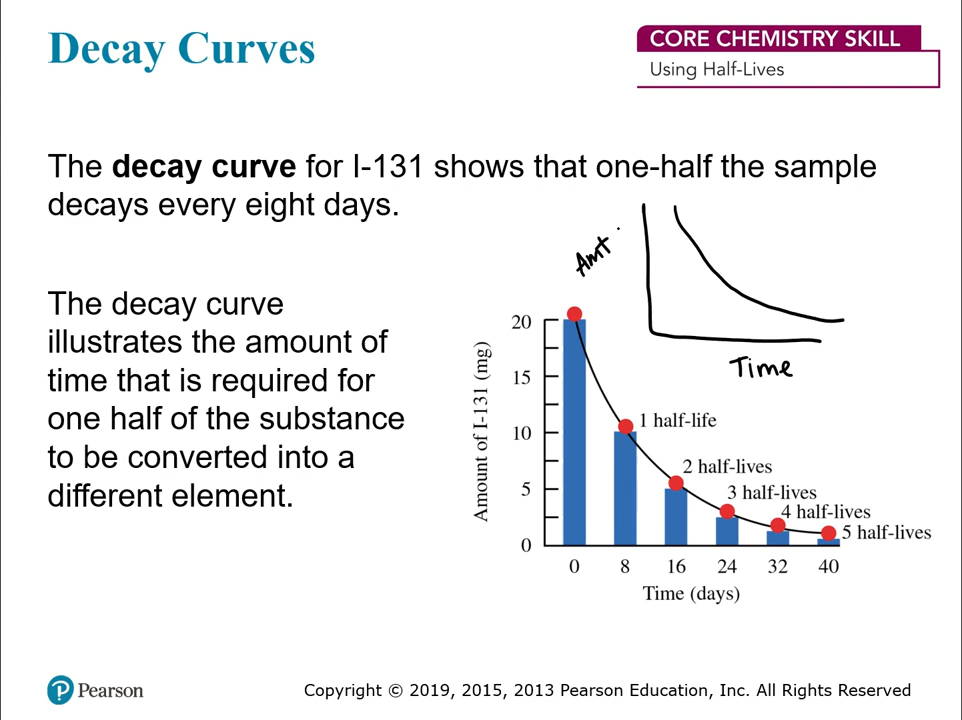 Decay Curves
CORE CHEMISTRY SKILL
Using Half-Lives
The decay curve for I-131 shows that one-half the sample
decays every eight days.
The decay curve
illustrates the amount of
time that is required for
one half of the substance
to be converted into a
different element.
Amt.
Time
Amount of I-131 (mg)
20
15
10
5
0
1 half-life
2 half-lives
3 half-lives
4 half-lives
5 half-lives
0 8 16 24 32 40
Time (days)
Pearson
Copyright © 2019, 2015, 2013 Pearson Education, Inc. All Rights Reserved